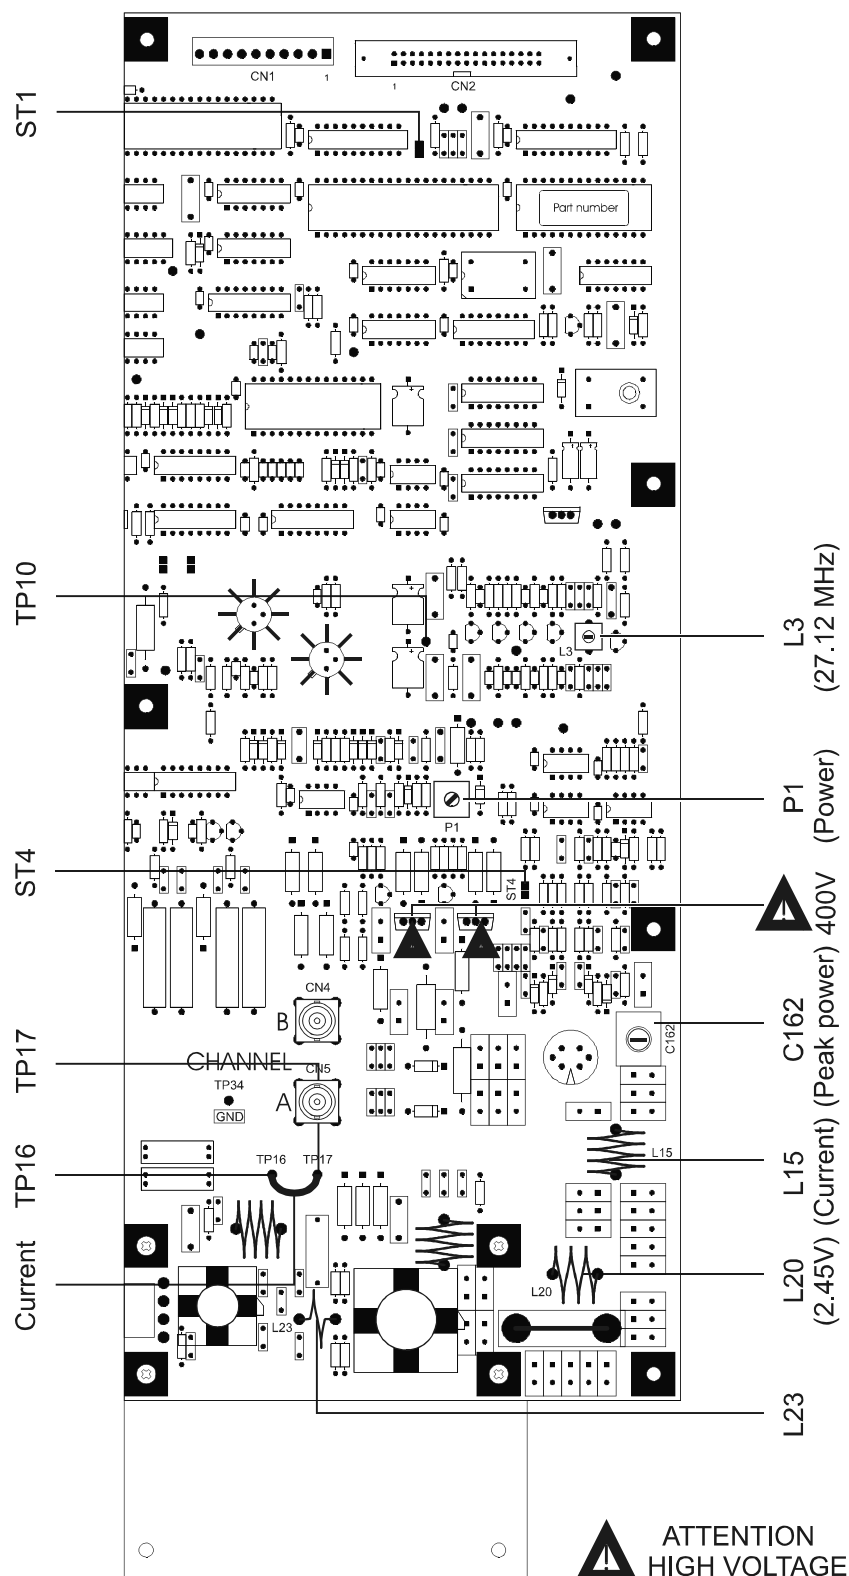 CN1
1
1
CN2
ST1
Part number
TP10
L3
L3
(27.12 MHz)
P1
P1
(Power)
ST4
ST4
400V
CN4
B
C162
C162
(Peak power)
TP17
CHANNEL
CN5
TP34
A
GND
TP16
TP16
TP17
L15
L15
(Current)
Current
L20
L20
(2.45V)
L23
L23
ATTENTION
HIGH VOLTAGE